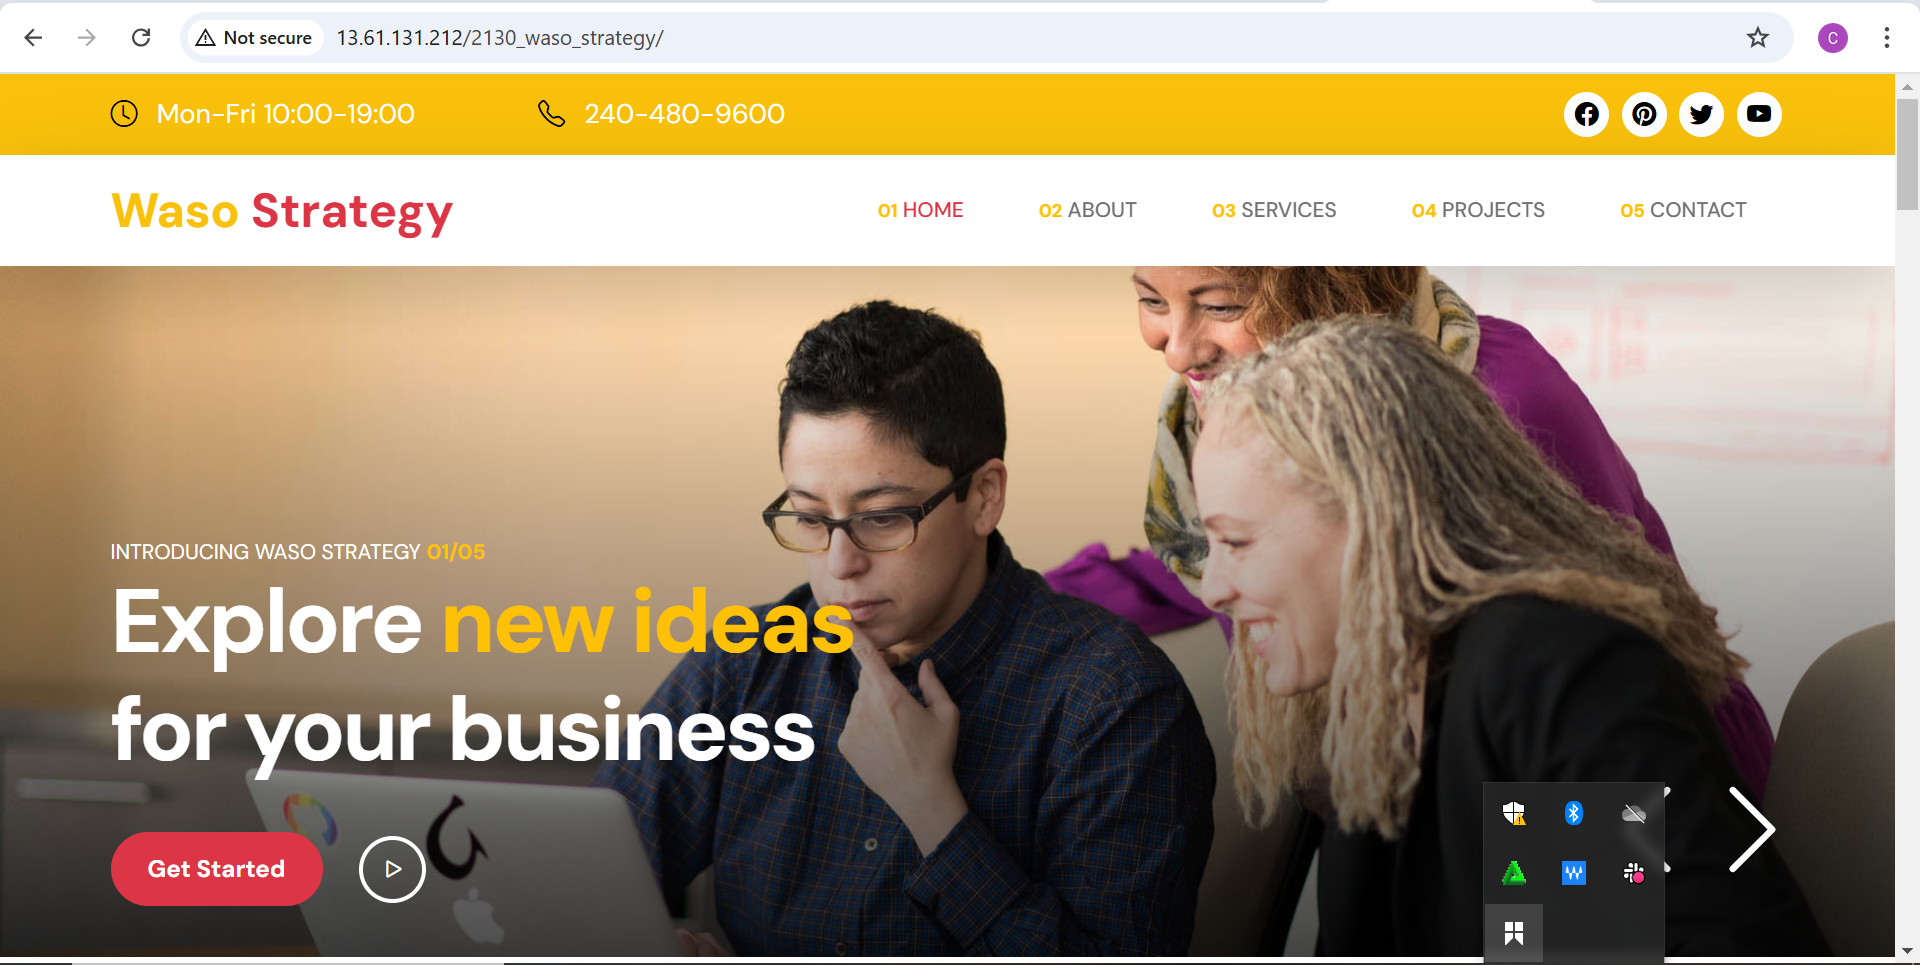 Not secure
13.61.131.212/2130_waso_strategy/
C
Mon-Fri 10:00-19:00
240-480-9600
Waso Strategy
01 HOME
02 ABOUT
03 SERVICES
04 PROJECTS
05 CONTACT
INTRODUCING WASO STRATEGY 01/05
Explore new ideas
for your business
Get Started